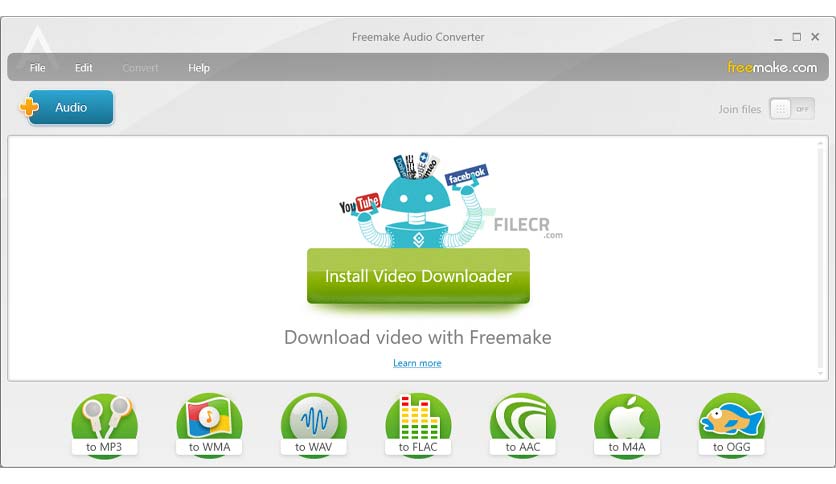 Freemake Audio Converter
File Edit Convert Help freemake.com
Audio Join files OFF
YouTube facebook
FILECR
.com
Install Video Downloader
Download video with Freemake
Learn more
to MP3 to WMA to WAV to FLAC to AAC to M4A to OGG